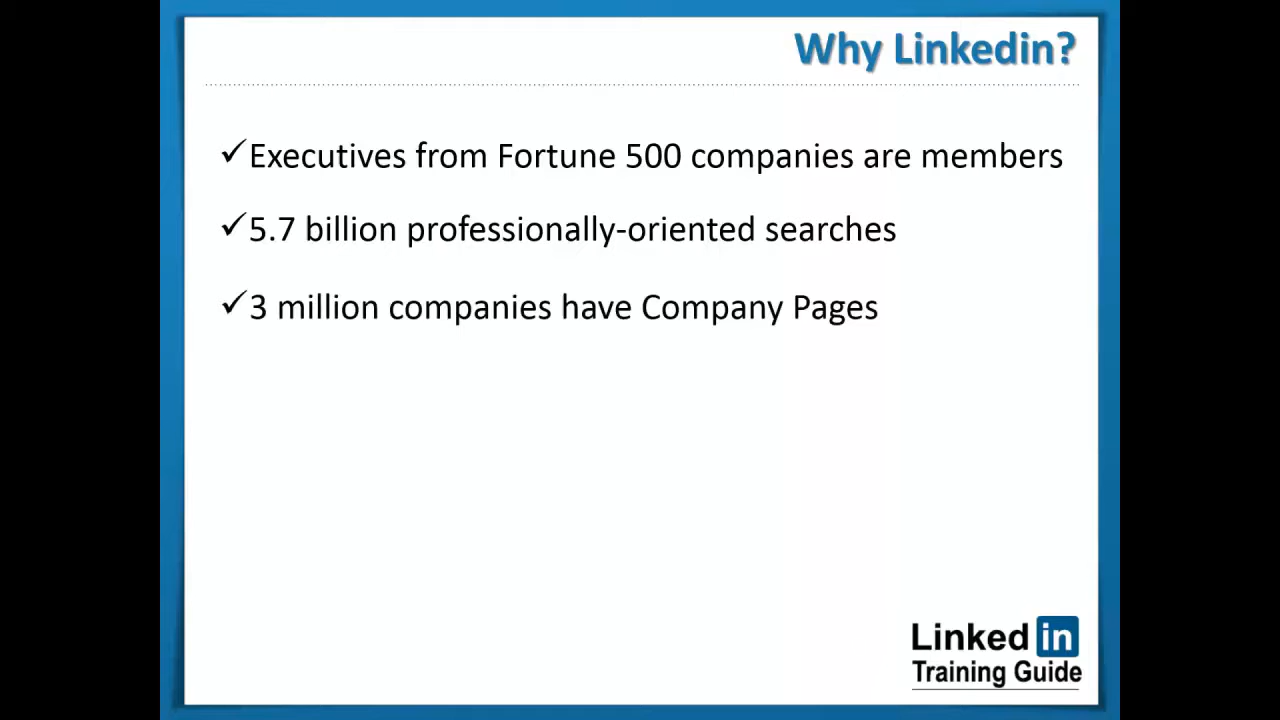 Why Linkedin?
✓Executives from Fortune 500 companies are members
✓5.7 billion professionally-oriented searches
✓3 million companies have Company Pages
Linked in
Training Guide